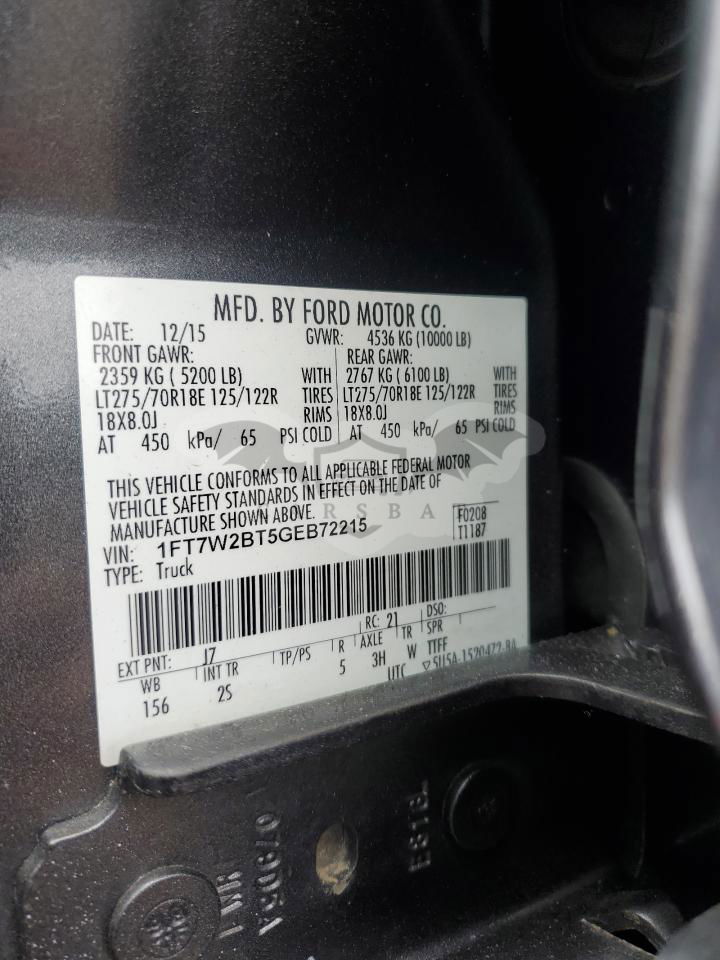 MFD. BY FORD MOTOR CO.
DATE: 12/15 GVWR: 4536 KG (10000 LB)
FRONT GAWR: REAR GAWR:
2359 KG ( 5200 LB) WITH 2767 KG ( 6100 LB) WITH
LT275/70R18E 125/122R TIRES LT275/70R18E 125/122R TIRES
18X8.0J RIMS 18X8.0J RIMS
AT 450 kPa/ 65 PSI COLD AT 450 kPa/ 65 PSI COLD
THIS VEHICLE CONFORMS TO ALL APPLICABLE FEDERAL MOTOR
VEHICLE SAFETY STANDARDS IN EFFECT ON THE DATE OF
MANUFACTURE SHOWN ABOVE.
RSBA
F0208
VIN: 1FT7W2BT5GEB72215
T1187
TYPE: Truck
EXT PNT: J7 RC: 21 DSO:
WB INT TR TP/PS R AXLE TR SPR
156 2S 5 3H W TTFF
UTC